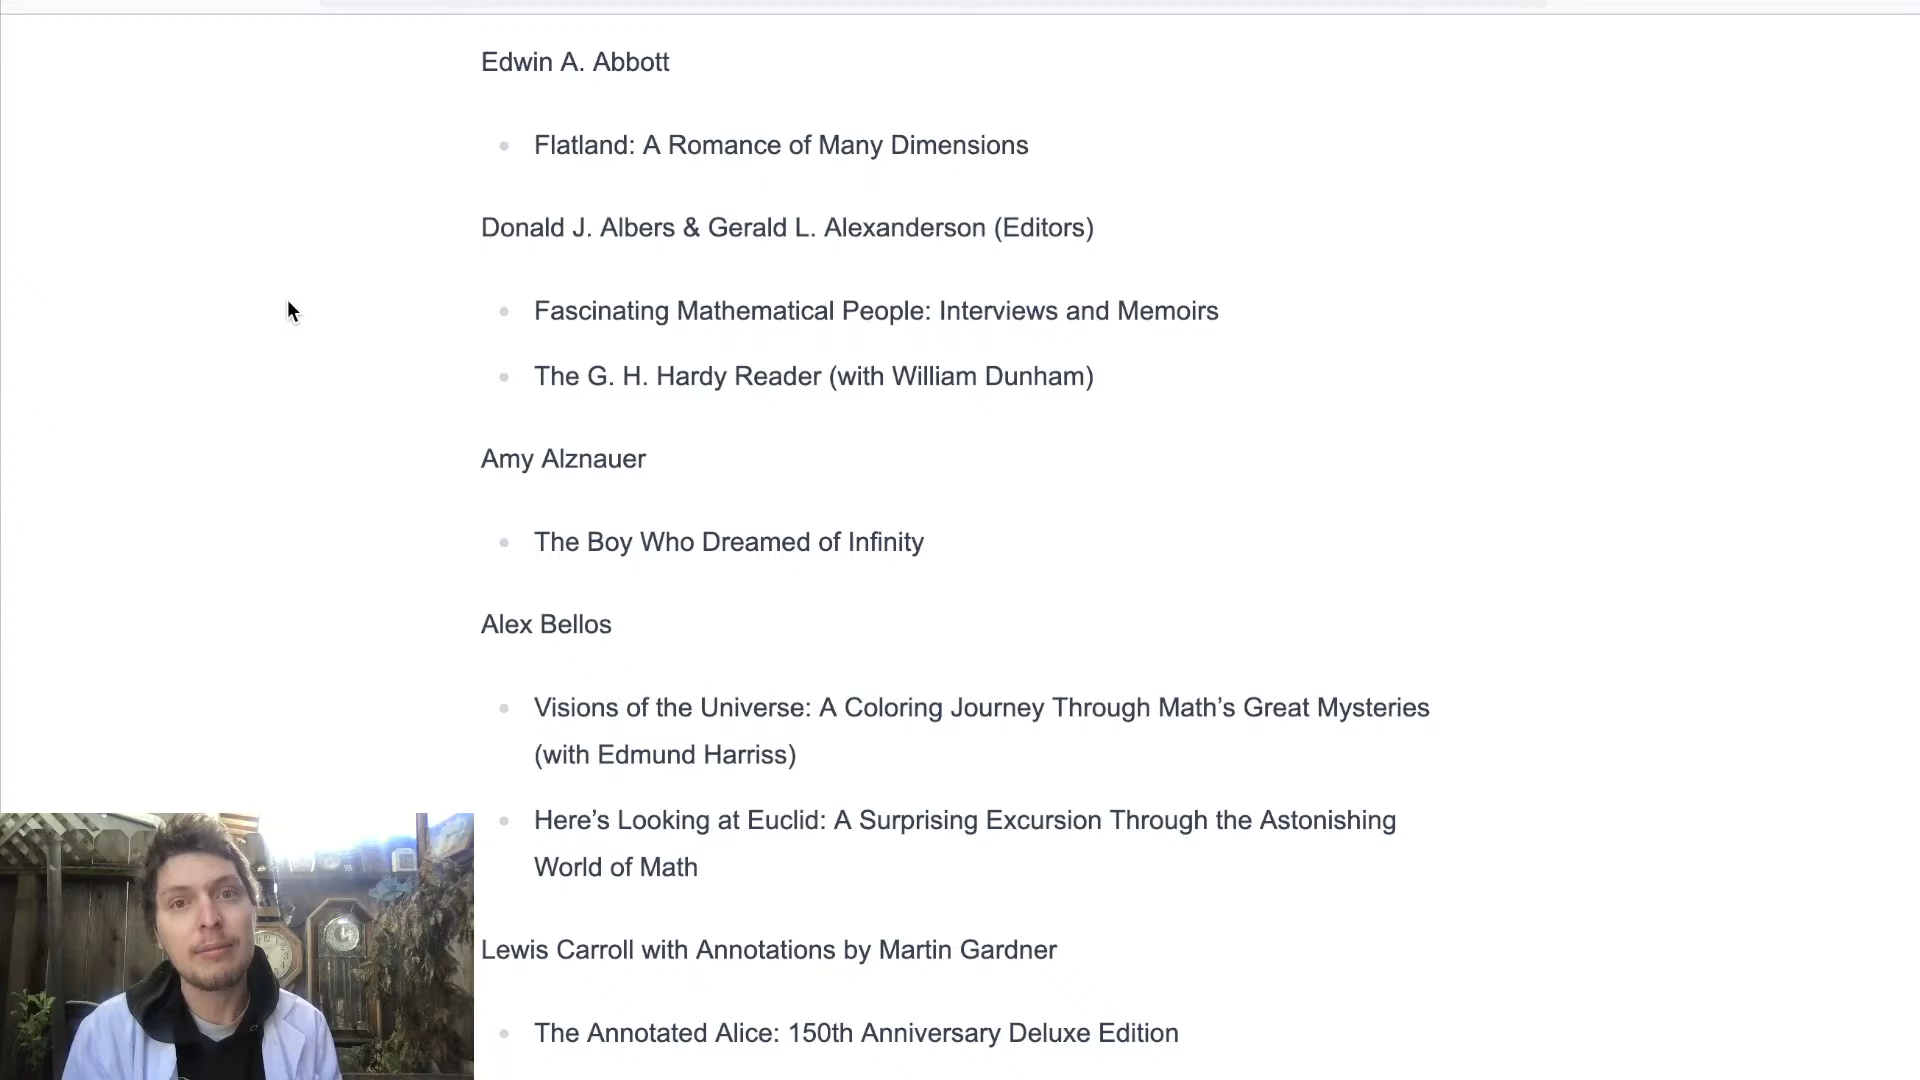 Edwin A. Abbott
Flatland: A Romance of Many Dimensions
Donald J. Albers & Gerald L. Alexanderson (Editors)
Fascinating Mathematical People: Interviews and Memoirs
The G. H. Hardy Reader (with William Dunham)
Amy Alznauer
The Boy Who Dreamed of Infinity
Alex Bellos
Visions of the Universe: A Coloring Journey Through Math’s Great Mysteries
(with Edmund Harriss)
Here’s Looking at Euclid: A Surprising Excursion Through the Astonishing
World of Math
Lewis Carroll with Annotations by Martin Gardner
The Annotated Alice: 150th Anniversary Deluxe Edition